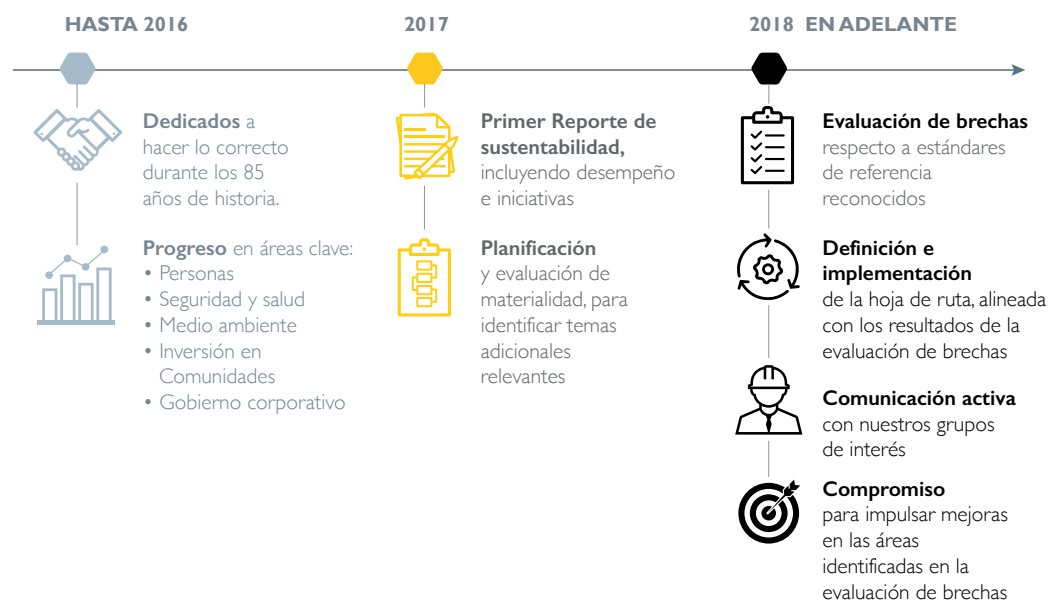 HASTA 2016
Dedicados a
hacer lo correcto
durante los 85
años de historia.
Progreso en áreas clave:
• Personas
• Seguridad y salud
• Medio ambiente
• Inversión en
Comunidades
• Gobierno corporativo
2017
Primer Reporte de
sustentabilidad,
incluyendo desempeño
e iniciativas
Planificación
y evaluación de
materialidad, para
identificar temas
adicionales
relevantes
2018 EN ADELANTE
Evaluación de brechas
respecto a estándares
de referencia
reconocidos
Definición e
implementación
de la hoja de ruta, alineada
con los resultados de la
evaluación de brechas
Comunicación activa
con nuestros grupos
de interés
Compromiso
para impulsar mejoras
en las áreas
identificadas en la
evaluación de brechas